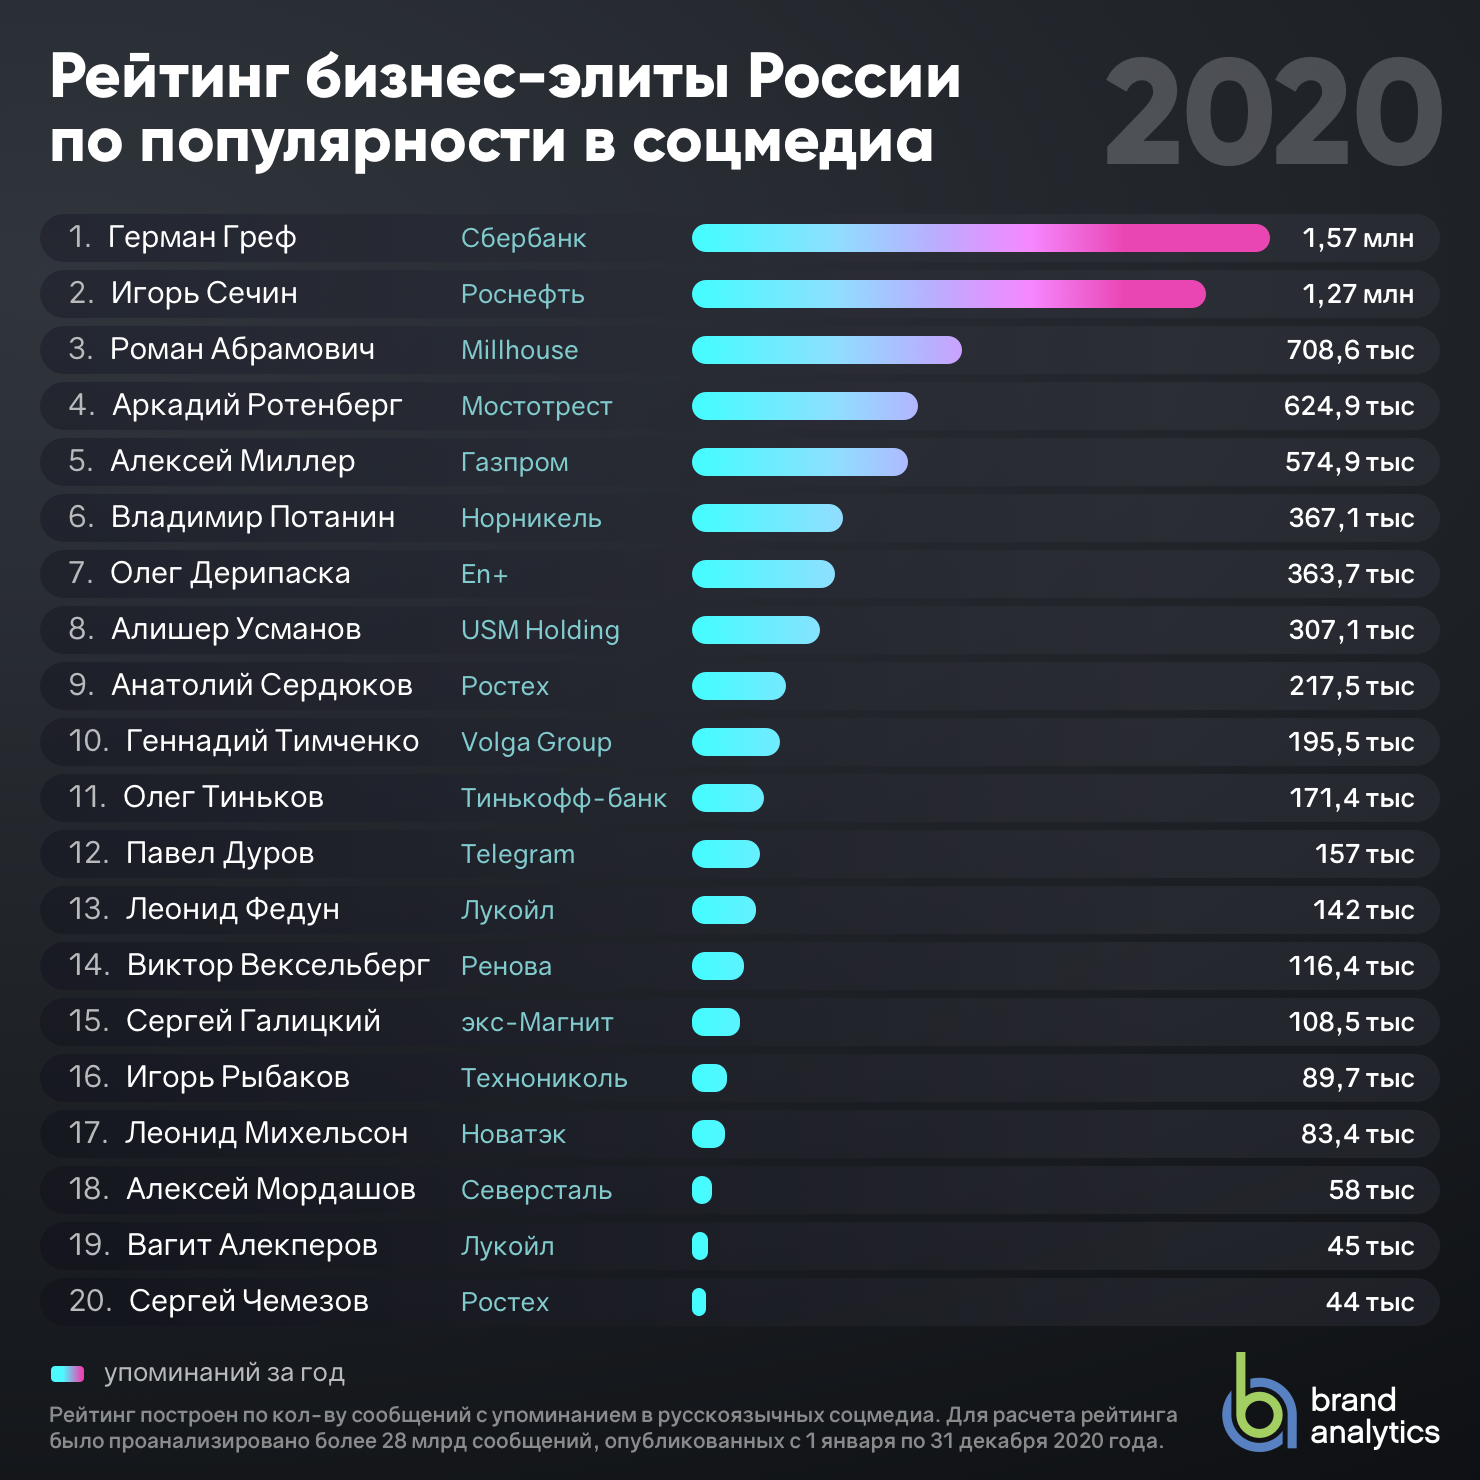 Рейтинг бизнес-элиты России
по популярности в соцмедиа
2020
1. Герман Греф Сбербанк 1,57 млн
2. Игорь Сечин Роснефть 1,27 млн
3. Роман Абрамович Millhouse 708,6 тыс
4. Аркадий Ротенберг Мостотрест 624,9 тыс
5. Алексей Миллер Газпром 574,9 тыс
6. Владимир Потанин Норникель 367,1 тыс
7. Олег Дерипаска En+ 363,7 тыс
8. Алишер Усманов USM Holding 307,1 тыс
9. Анатолий Сердюков Ростех 217,5 тыс
10. Геннадий Тимченко Volga Group 195,5 тыс
11. Олег Тиньков Тинькофф-банк 171,4 тыс
12. Павел Дуров Telegram 157 тыс
13. Леонид Федун Лукойл 142 тыс
14. Виктор Вексельберг Ренова 116,4 тыс
15. Сергей Галицкий экс-Магнит 108,5 тыс
16. Игорь Рыбаков Технониколь 89,7 тыс
17. Леонид Михельсон Новатэк 83,4 тыс
18. Алексей Мордашов Северсталь 58 тыс
19. Вагит Алекперов Лукойл 45 тыс
20. Сергей Чемезов Ростех 44 тыс
упоминаний за год
Рейтинг построен по кол-ву сообщений с упоминанием в русскоязычных соцмедиа. Для расчета рейтинга
было проанализировано более 28 млрд сообщений, опубликованных с 1 января по 31 декабря 2020 года.
brand
analytics